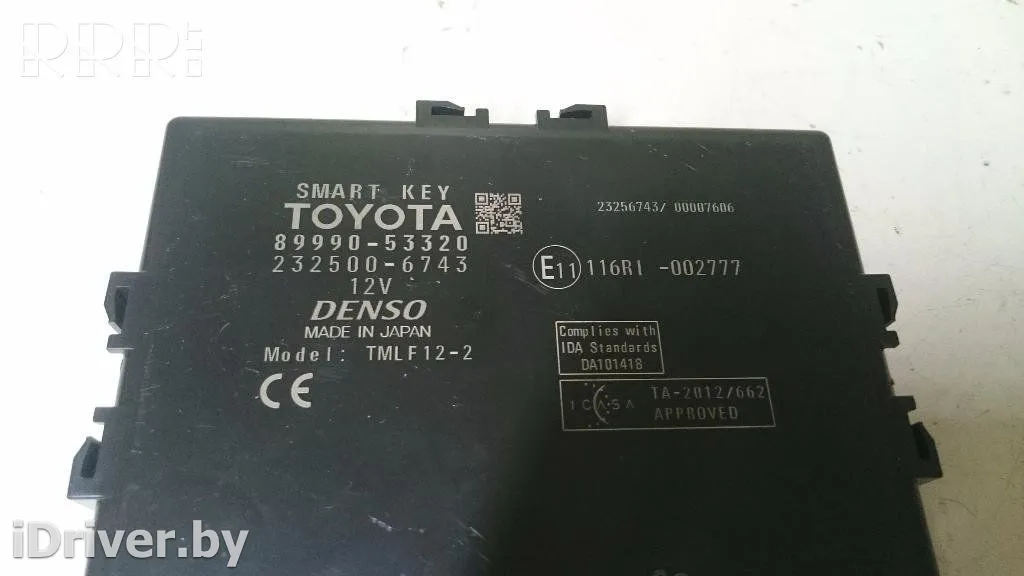 RRR
SMART KEY
TOYOTA
89990-53320
232500-6743
12V
DENSO
MADE IN JAPAN
Model: TMLF12-2
CE
23256743/ 00007606
E11 116RI -002777
Complies with
IDA Standards
DA101418
ICASA TA-2012/662
APPROVED
iDriver.by